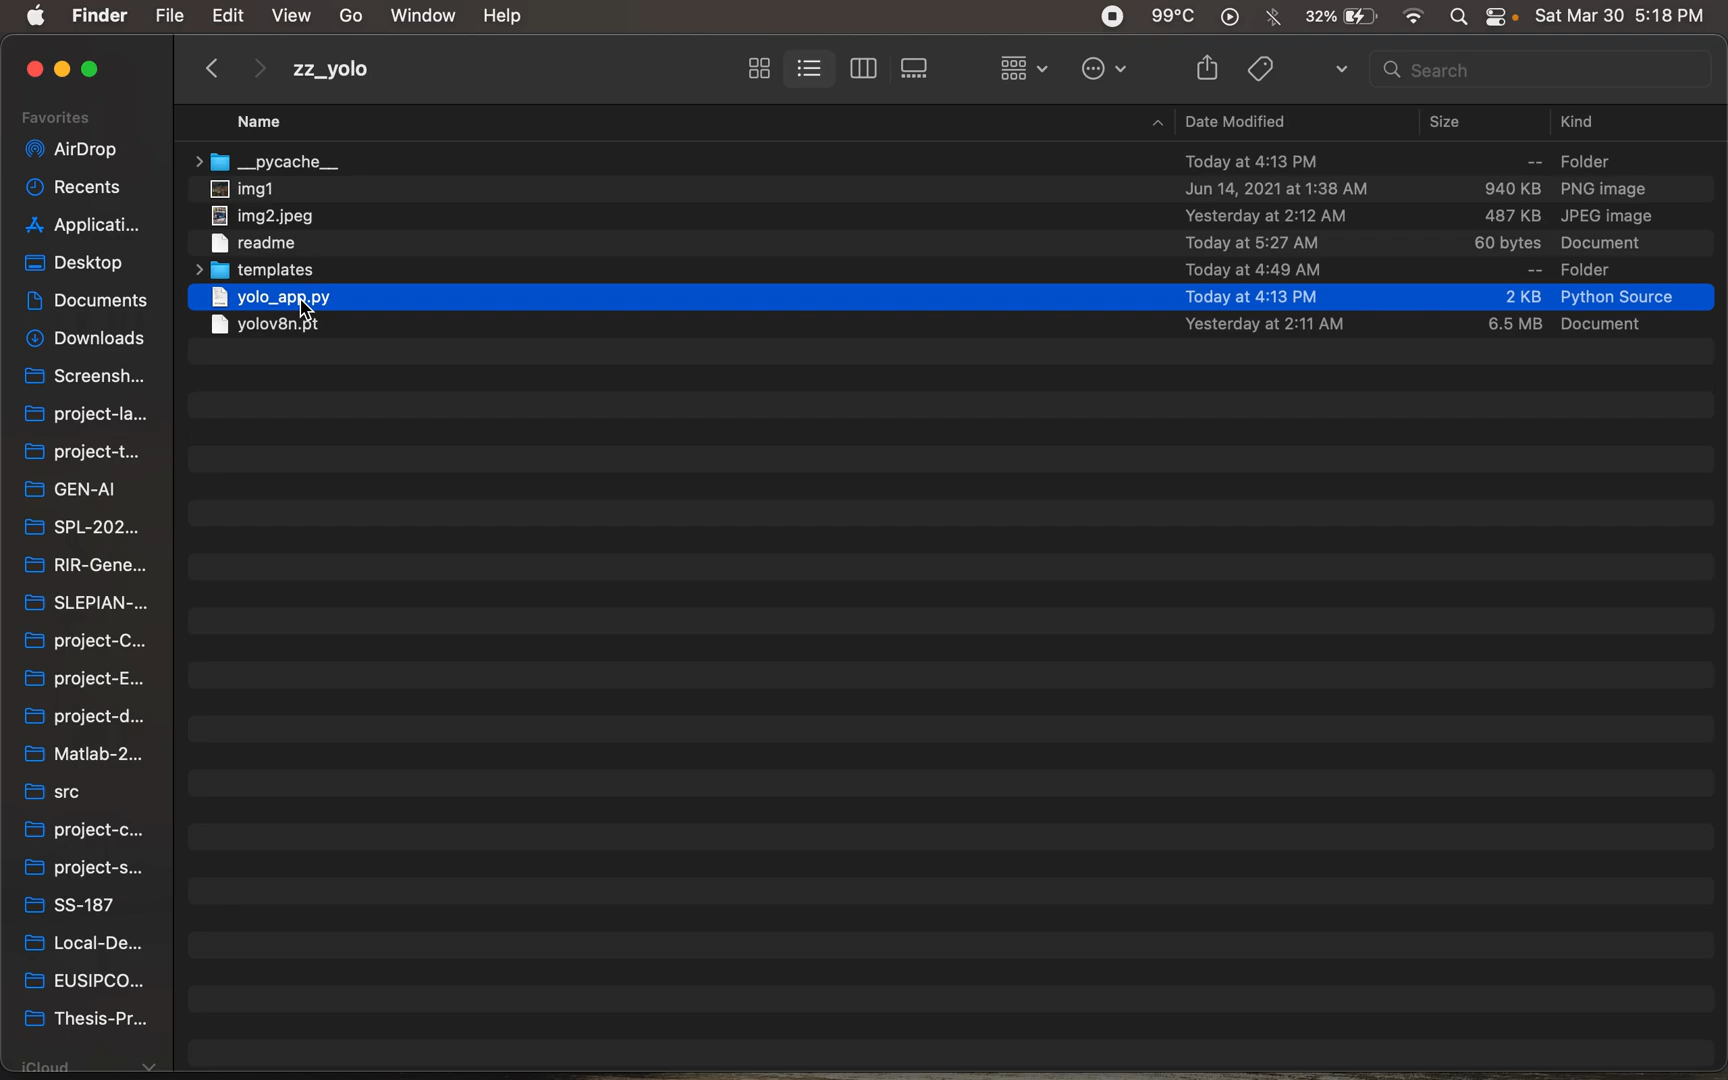 Finder File Edit View Go Window Help 99°C 32% Sat Mar 30 5:18 PM
zz_yolo Search
Favorites
AirDrop
Recents
Applicati...
Desktop
Documents
Downloads
Screensh...
project-la...
project-t...
GEN-AI
SPL-202...
RIR-Gene...
SLEPIAN-...
project-C...
project-E...
project-d...
Matlab-2...
src
project-c...
project-s...
SS-187
Local-De...
EUSIPCO...
Thesis-Pr...
iCloud
Name Date Modified Size Kind
__pycache__ Today at 4:13 PM -- Folder
img1 Jun 14, 2021 at 1:38 AM 940 KB PNG image
img2.jpeg Yesterday at 2:12 AM 487 KB JPEG image
readme Today at 5:27 AM 60 bytes Document
templates Today at 4:49 AM -- Folder
yolo_app.py Today at 4:13 PM 2 KB Python Source
yolov8n.pt Yesterday at 2:11 AM 6.5 MB Document